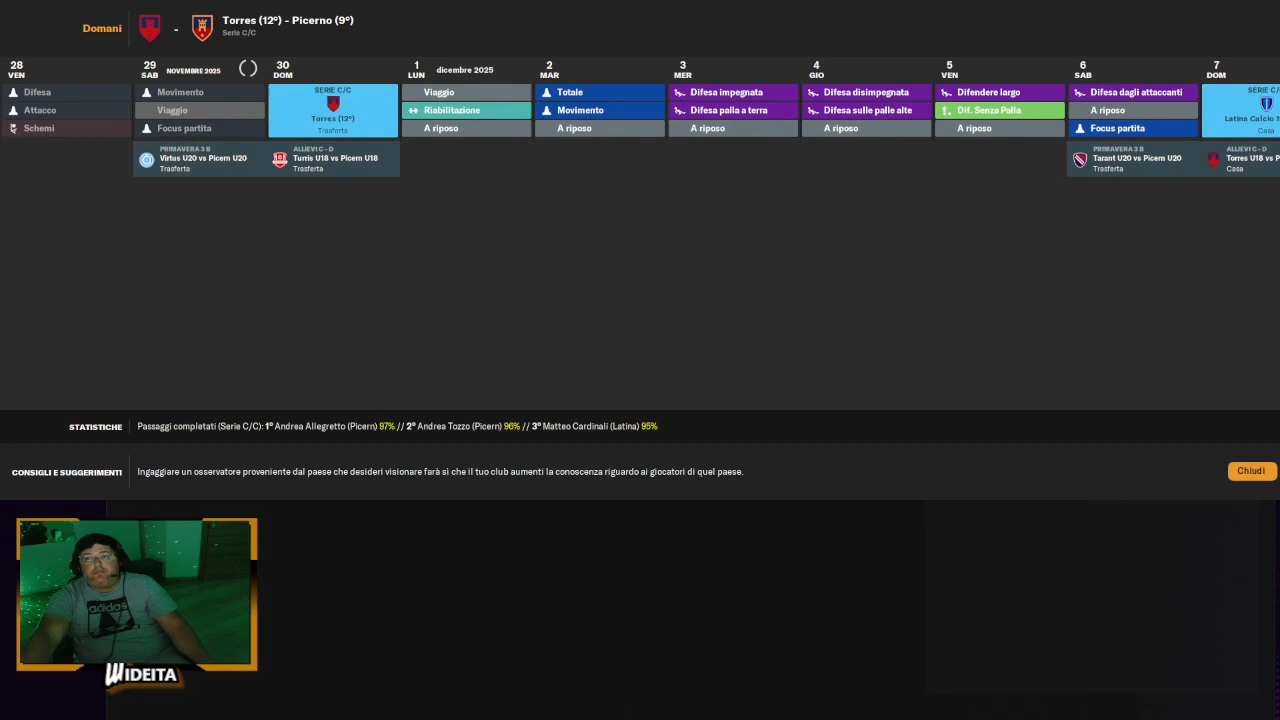 Domani
-
Torres (12º) - Picerno (9º)
Serie C/C
28
VEN
29
SAB
NOVEMBRE 2025
30
DOM
1
LUN
dicembre 2025
2
MAR
3
MER
4
GIO
5
VEN
6
SAB
7
DOM
Difesa
Attacco
Schemi
Movimento
Viaggio
Focus partita
SERIE C/C
Torres (12°)
Trasferta
Viaggio
Riabilitazione
A riposo
Totale
Movimento
A riposo
Difesa impegnata
Difesa palla a terra
A riposo
Difesa disimpegnata
Difesa sulle palle alte
A riposo
Difendere largo
Dif. Senza Palla
A riposo
Difesa dagli attaccanti
A riposo
Focus partita
SERIE C/
Latina Calcio 1
Casa
PRIMAVERA 3 B
Virtus U20 vs Picern U20
Trasferta
ALLIEVI C - D
Turris U18 vs Picern U18
Trasferta
PRIMAVERA 3 B
Tarant U20 vs Picern U20
Trasferta
ALLIEVI C - D
Torres U18 vs P
Casa
STATISTICHE
Passaggi completati (Serie C/C): 1º Andrea Allegretto (Picern) 97% // 2º Andrea Tozzo (Picern) 96% // 3º Matteo Cardinali (Latina) 95%
CONSIGLI E SUGGERIMENTI
Ingaggiare un osservatore proveniente dal paese che desideri visionare farà sì che il tuo club aumenti la conoscenza riguardo ai giocatori di quel paese.
Chiudi
adidas
WIDEITA